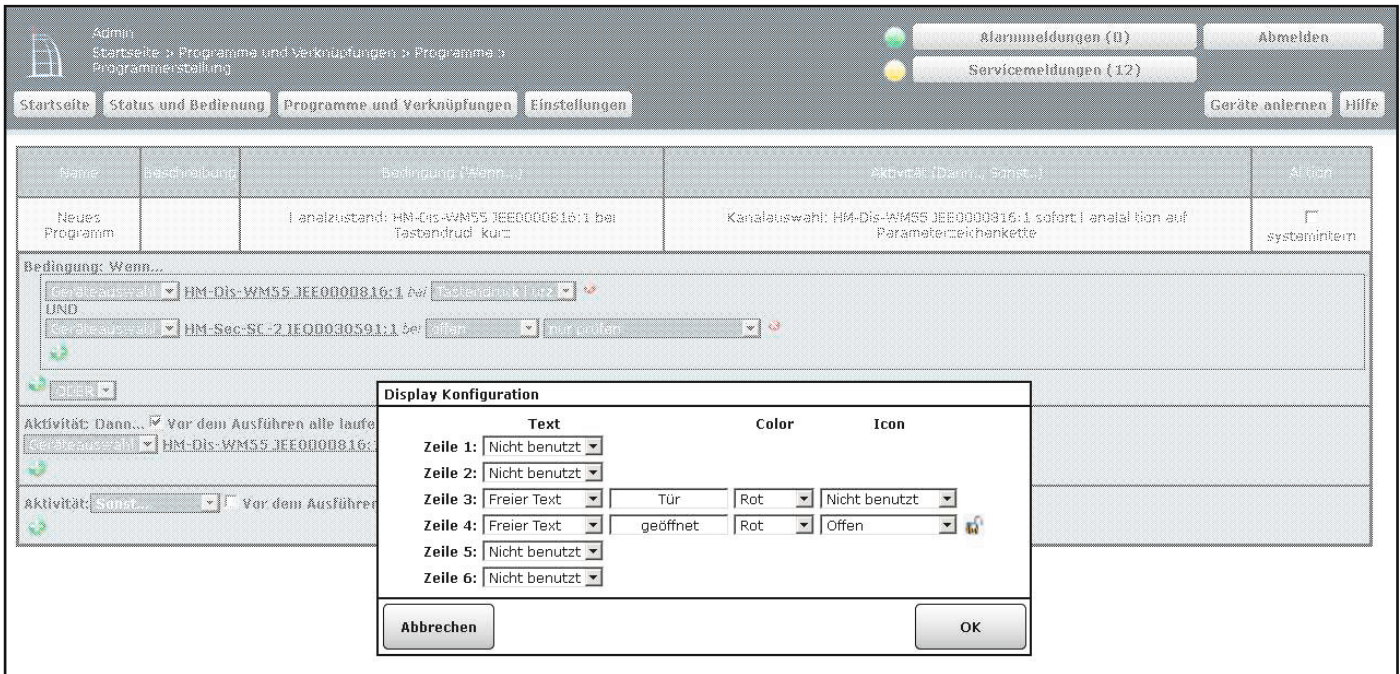 Admin
Alarmmeldungen (0)
Abmelden
Startseite > Programme und Verknüpfungen > Programme >
Programmerstellung
Servicemeldungen (12)
Startseite
Status und Bedienung
Programme und Verknüpfungen
Einstellungen
Geräte anlernen
Hilfe
Name
Beschreibung
Bedingung (Wenn...)
Aktivität (Dann..., Sonst...)
Aktion
Neues
Programm
Kanalzustand: HM-Dis-WM55 JEE0000816:1 bei
Tastendruck kurz
Kanalauswahl: HM-Dis-WM55 JEE0000816:1 sofort Kanalaktion auf
Parameterzeichenkette
systemintern
Bedingung: Wenn...
Geräteauswahl HM-Dis-WM55 JEE0000816:1 bei Tastendruck kurz
UND
Geräteauswahl HM-Sec-SC-2 IEQ0030591:1 bei offen nur prüfen
ODER
Aktivität: Dann... Vor dem Ausführen alle laufe
Geräteauswahl HM-Dis-WM55 JEE0000816:
Aktivität: Sonst... Vor dem Ausführen
Display Konfiguration
Text Color Icon
Zeile 1: Nicht benutzt
Zeile 2: Nicht benutzt
Zeile 3: Freier Text Tür Rot Nicht benutzt
Zeile 4: Freier Text geöffnet Rot Offen
Zeile 5: Nicht benutzt
Zeile 6: Nicht benutzt
Abbrechen
OK